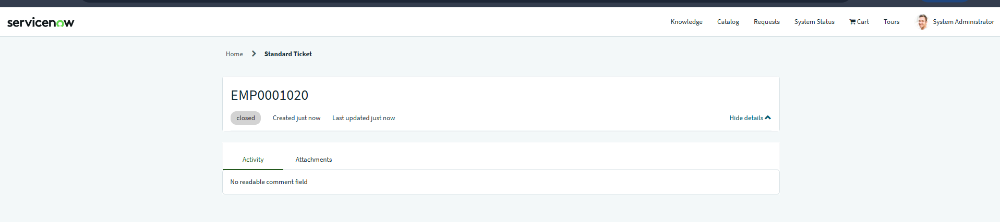 servicenow
Knowledge Catalog Requests System Status Cart Tours System Administrator
Home Standard Ticket
EMP0001020
closed Created just now Last updated just now Hide details
Activity Attachments
No readable comment field